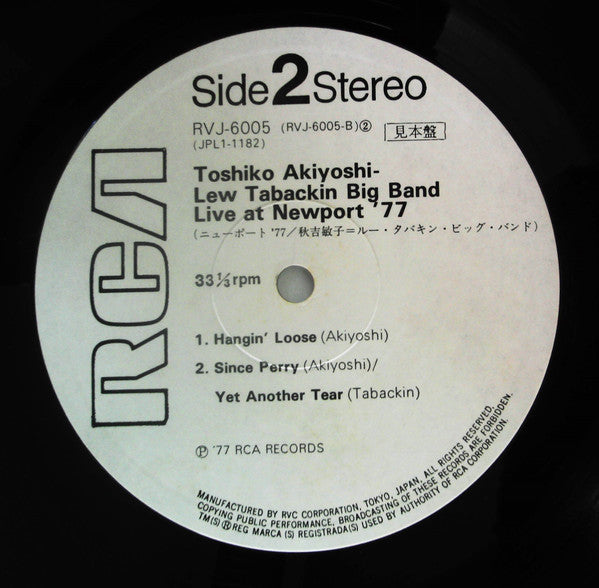 RCA
Side 2 Stereo
RVJ-6005 (RVJ-6005-B)② 見本盤
(JPL1-1182)
Toshiko Akiyoshi-
Lew Tabackin Big Band
Live at Newport '77
(ニューポート '77/秋吉敏子=ルー・タバキン・ビッグ・バンド)
33⅓rpm
1. Hangin' Loose (Akiyoshi)
2. Since Perry (Akiyoshi)/
Yet Another Tear (Tabackin)
Ⓟ '77 RCA RECORDS
MANUFACTURED BY RVC CORPORATION, TOKYO, JAPAN, ALL RIGHTS RESERVED,
COPYING PUBLIC PERFORMANCE, BROADCASTING OF THESE RECORDS ARE FORBIDDEN.
TM(S) ® REG MARCA (S) REGISTRADA(S) USED BY AUTHORITY OF RCA CORPORATION.